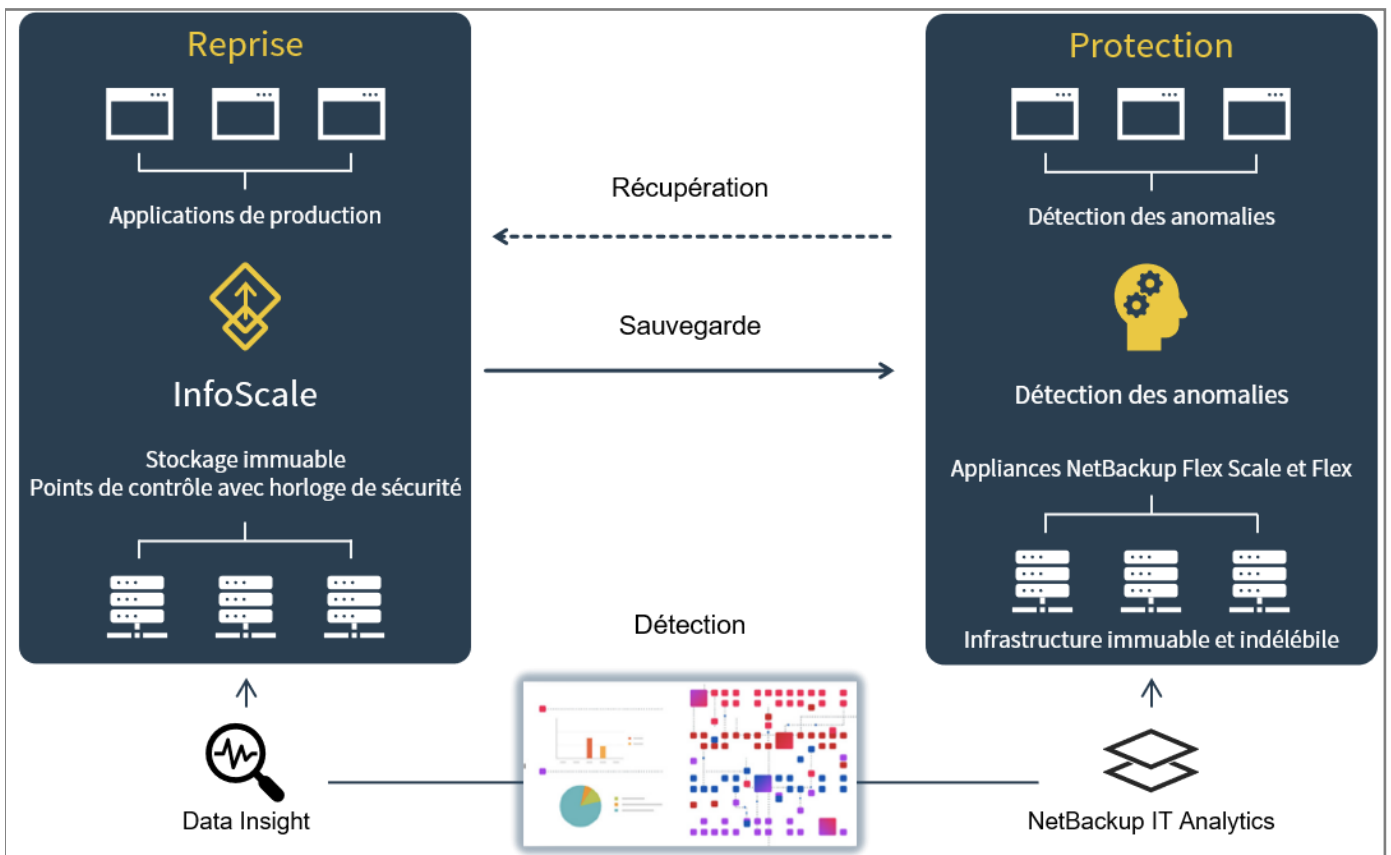 Reprise
Applications de production
InfoScale
Stockage immuable
Points de contrôle avec horloge de sécurité
Récupération
Sauvegarde
Détection
Protection
Détection des anomalies
Détection des anomalies
Appliances NetBackup Flex Scale et Flex
Infrastructure immuable et indélébile
Data Insight
NetBackup IT Analytics